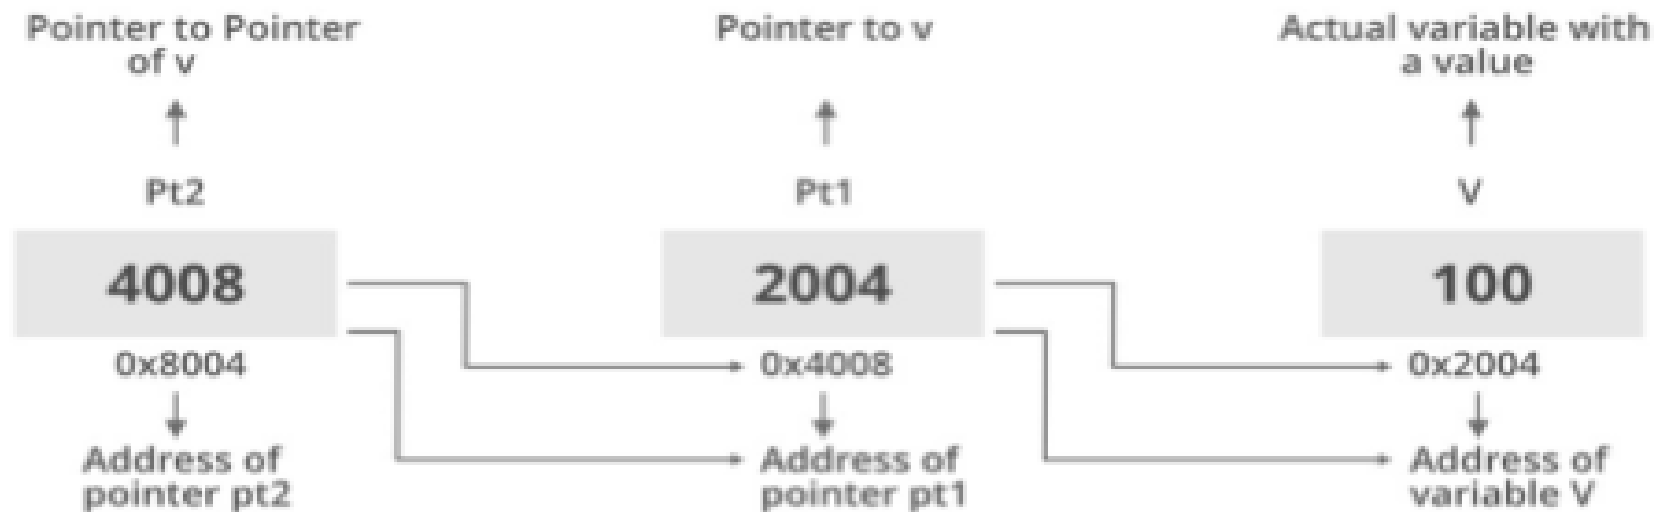 Pointer to Pointer
of v
Pointer to v
Actual variable with
a value
Pt2
Pt1
V
4008
2004
100
0x8004
0x4008
0x2004
Address of
pointer pt2
Address of
pointer pt1
Address of
variable V